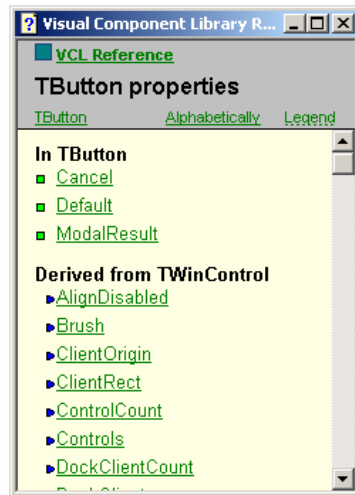 Visual Component Library R...
VCL Reference
TButton properties
TButton Alphabetically Legend
In TButton
Cancel
Default
ModalResult
Derived from TWinControl
AlignDisabled
Brush
ClientOrigin
ClientRect
ControlCount
Controls
DockClientCount